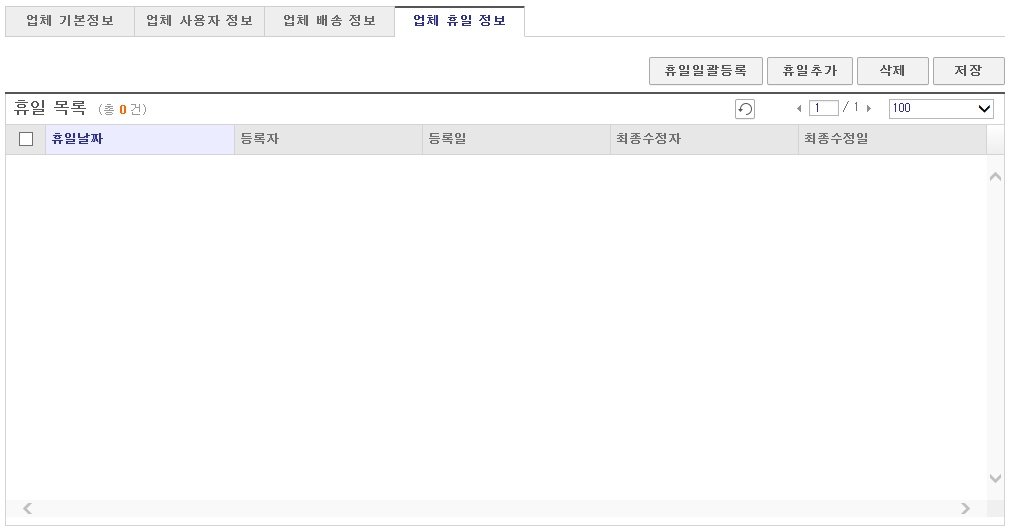 업체 기본정보 업체 사용자 정보 업체 배송 정보 업체 휴일 정보
휴일일괄등록 휴일추가 삭제 저장
휴일 목록 (총 0 건) 1 / 1 100
휴일날짜 등록자 등록일 최종수정자 최종수정일